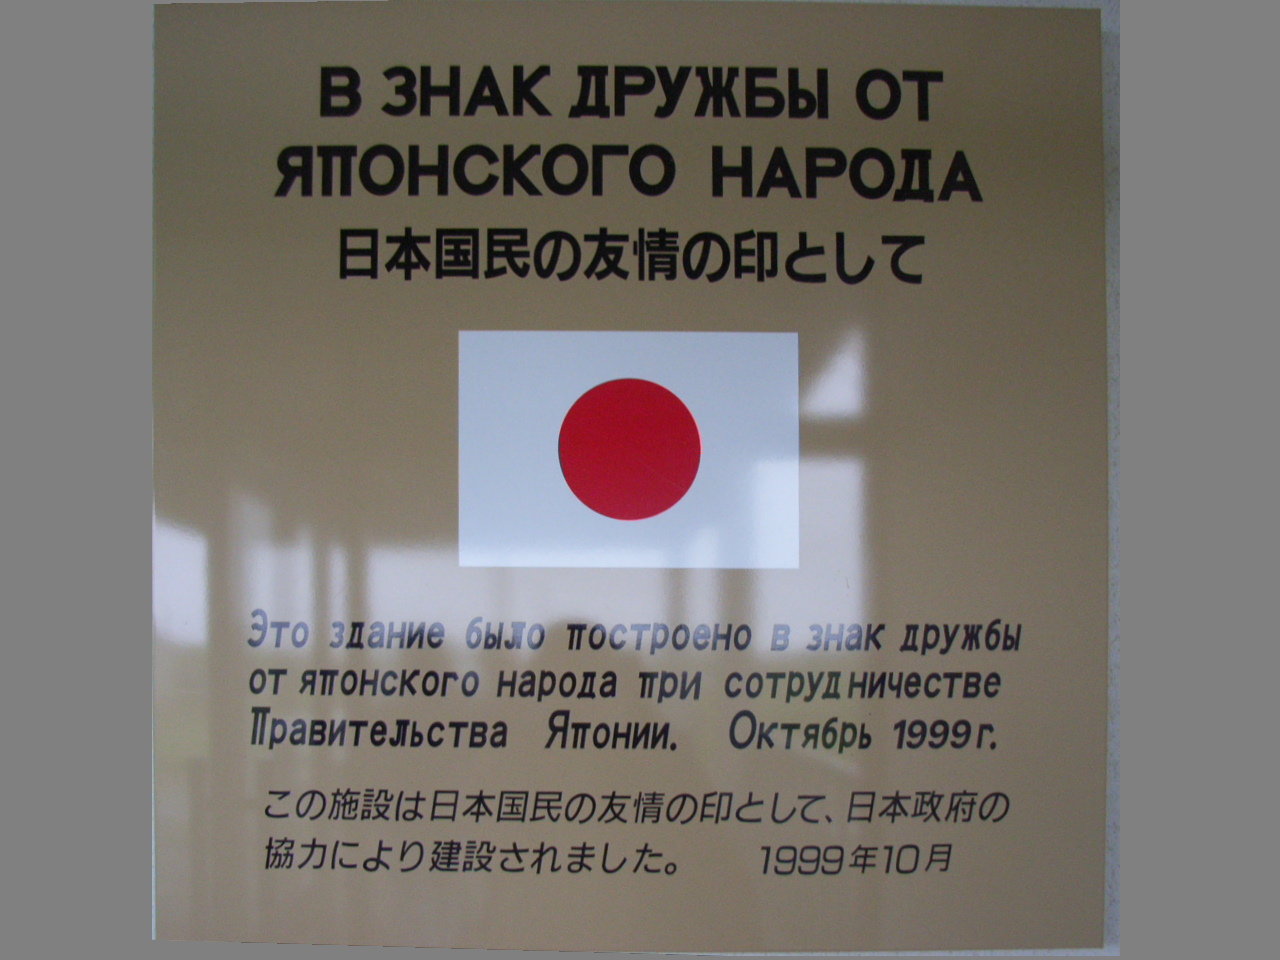 В ЗНАК ДРУЖБЫ ОТ
ЯПОНСКОГО НАРОДА
日本国民の友情の印として
Это здание было построено в знак дружбы
от японского народа при сотрудничестве
Правительства Японии. Октябрь 1999г.
この施設は日本国民の友情の印として、日本政府の
協力により建設されました。 1999年10月